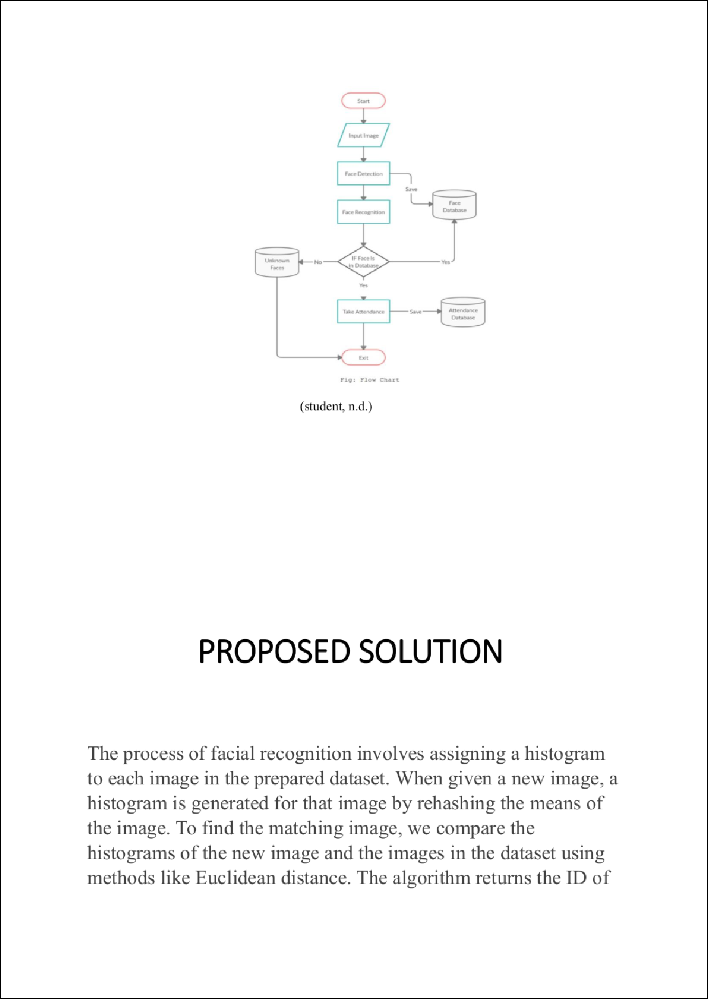 Start
Input Image
Face Detection
Save
Face Recognition
Face
Database
IF Face Is
in Database
No
Unknown
Faces
Yes
Yes
Take Attendance
Save
Attendance
Database
Exit
Fig: Flow Chart
(student, n.d.)
PROPOSED SOLUTION
The process of facial recognition involves assigning a histogram
to each image in the prepared dataset. When given a new image, a
histogram is generated for that image by rehashing the means of
the image. To find the matching image, we compare the
histograms of the new image and the images in the dataset using
methods like Euclidean distance. The algorithm returns the ID of